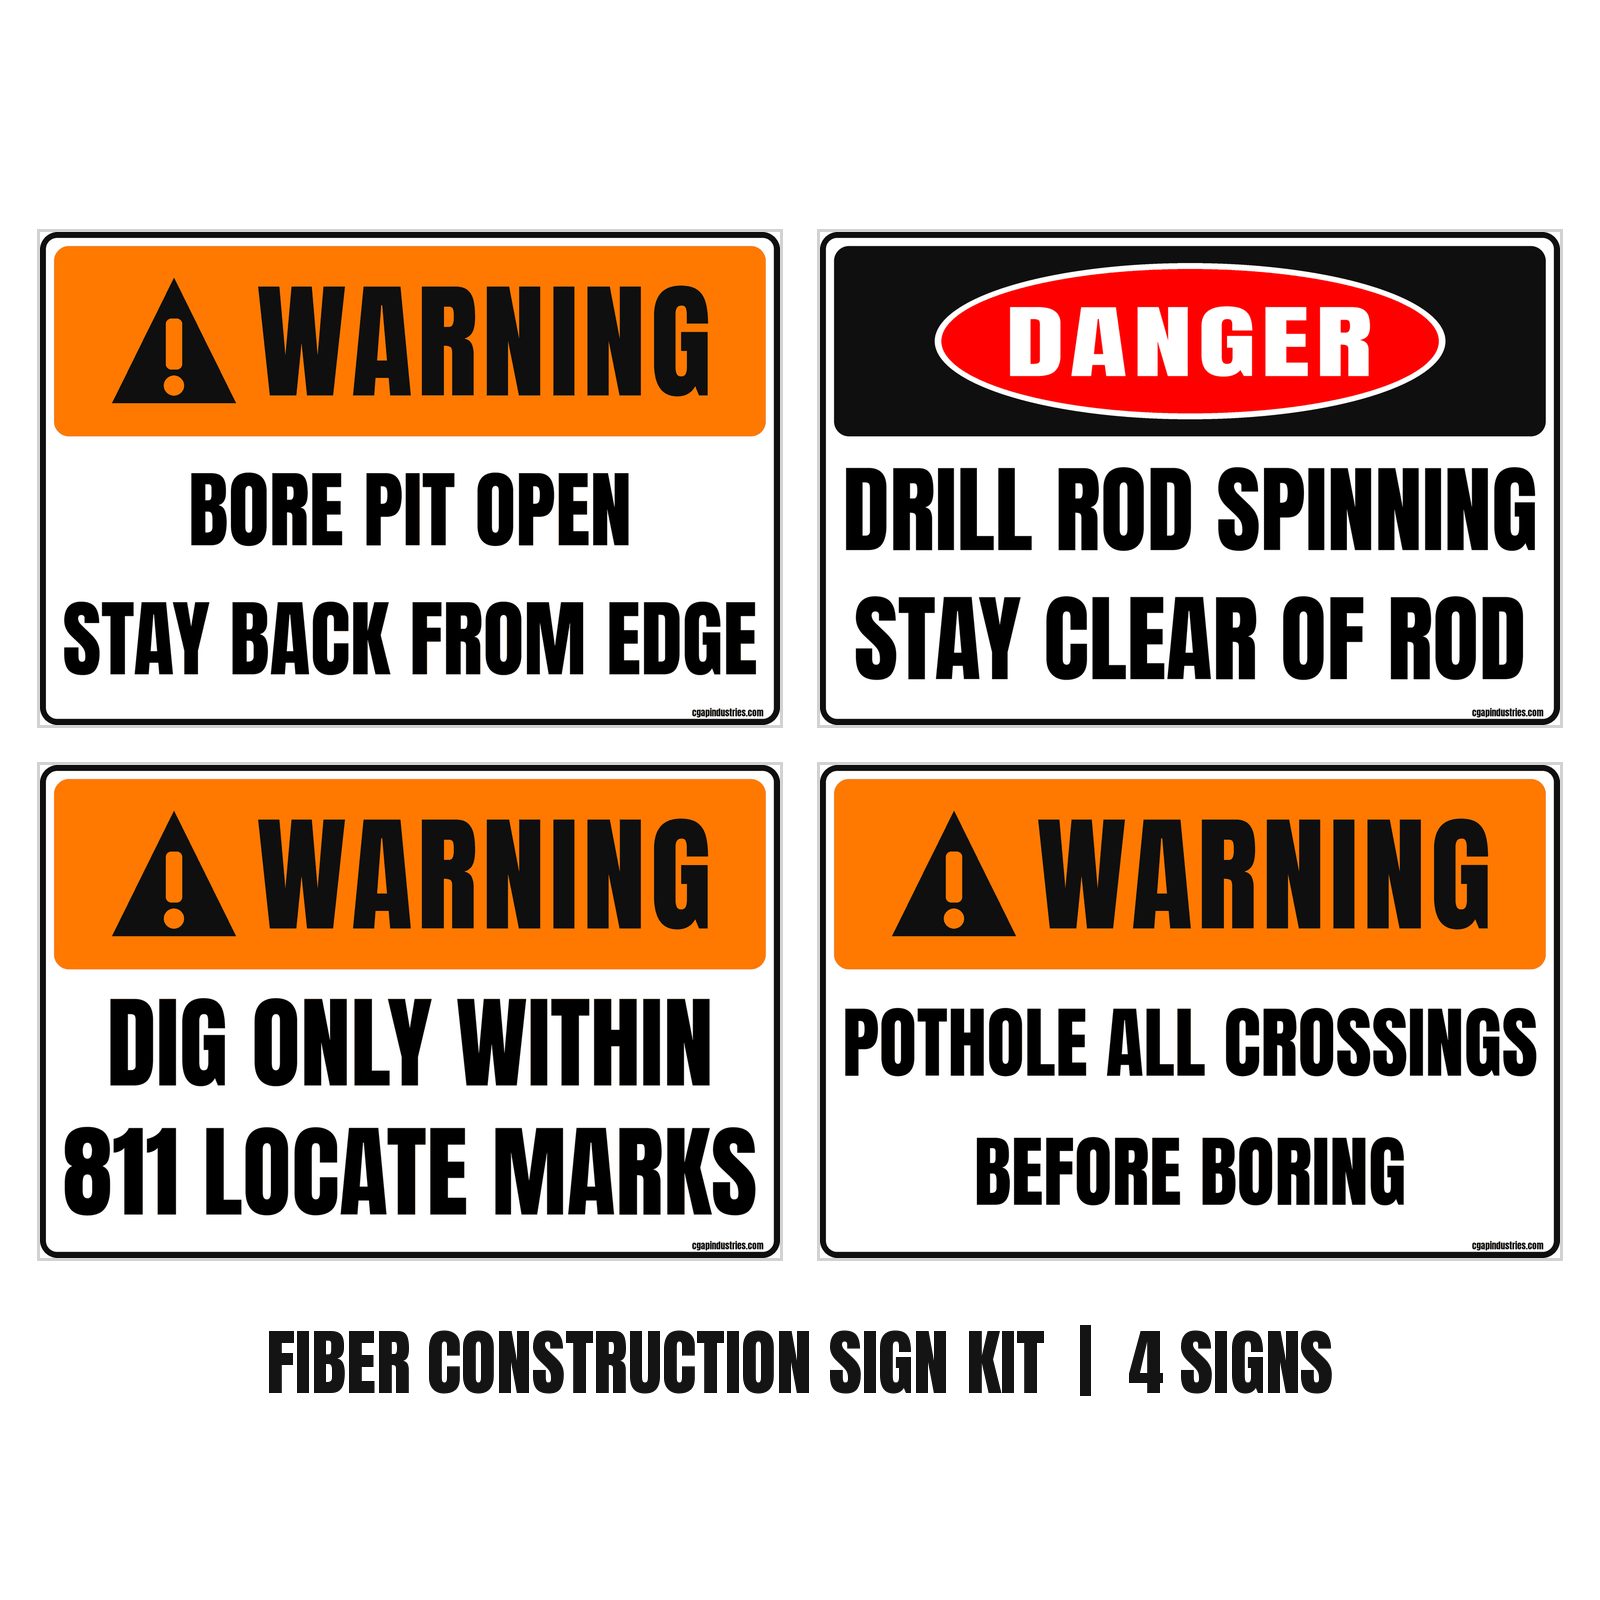 WARNING
BORE PIT OPEN
STAY BACK FROM EDGE
cgapindustries.com
DANGER
DRILL ROD SPINNING
STAY CLEAR OF ROD
cgapindustries.com
WARNING
DIG ONLY WITHIN
811 LOCATE MARKS
cgapindustries.com
WARNING
POTHOLE ALL CROSSINGS
BEFORE BORING
cgapindustries.com
FIBER CONSTRUCTION SIGN KIT | 4 SIGNS